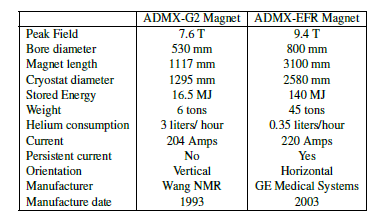 ADMX-G2 Magnet ADMX-EFR Magnet
Peak Field 7.6 T 9.4 T
Bore diameter 530 mm 800 mm
Magnet length 1117 mm 3100 mm
Cryostat diameter 1295 mm 2580 mm
Stored Energy 16.5 MJ 140 MJ
Weight 6 tons 45 tons
Helium consumption 3 liters/ hour 0.35 liters/hour
Current 204 Amps 220 Amps
Persistent current No Yes
Orientation Vertical Horizontal
Manufacturer Wang NMR GE Medical Systems
Manufacture date 1993 2003